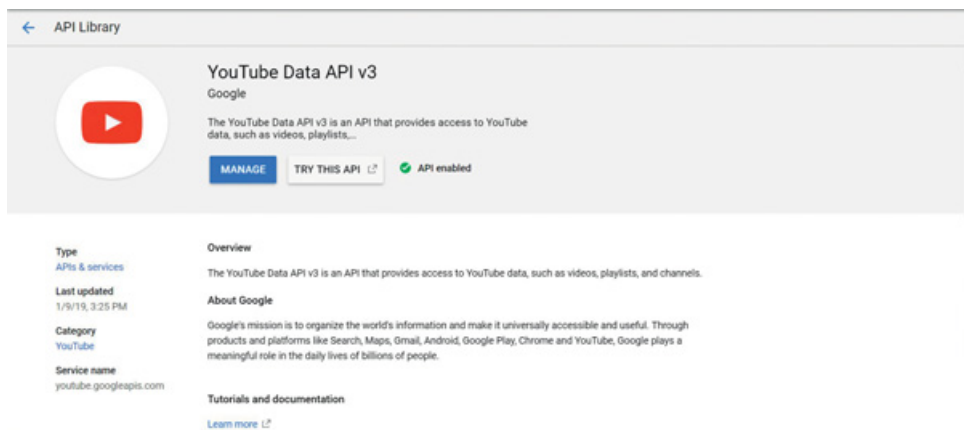 API Library
YouTube Data API v3
Google
The YouTube Data API v3 is an API that provides access to YouTube
data, such as videos, playlists,...
MANAGE
TRY THIS API
API enabled
Type
APIs & services
Last updated
1/9/19, 3:25 PM
Category
YouTube
Service name
youtube.googleapis.com
Overview
The YouTube Data API v3 is an API that provides access to YouTube data, such as videos, playlists, and channels.
About Google
Google's mission is to organize the world's information and make it universally accessible and useful. Through
products and platforms like Search, Maps, Gmail, Android, Google Play, Chrome and YouTube, Google plays a
meaningful role in the daily lives of billions of people.
Tutorials and documentation
Learn more